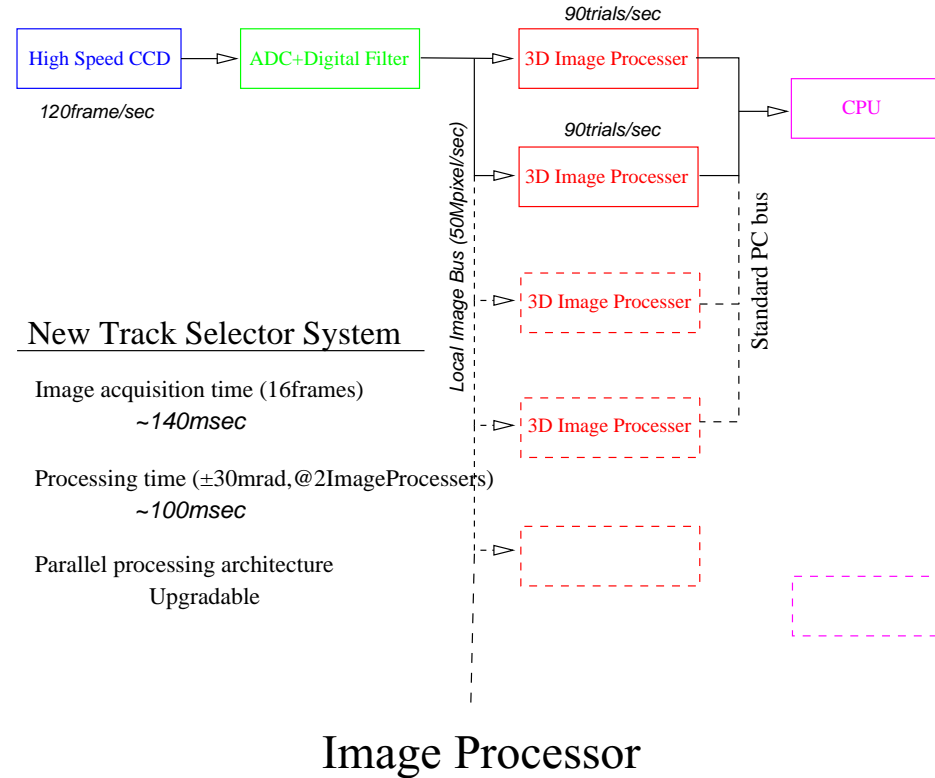 90trials/sec
High Speed CCD
ADC+Digital Filter
3D Image Processer
CPU
120frame/sec
90trials/sec
3D Image Processer
Local Image Bus (50Mpixel/sec)
Standard PC bus
3D Image Processer
New Track Selector System
Image acquisition time (16frames)
~140msec
3D Image Processer
Processing time (±30mrad,@2ImageProcessers)
~100msec
Parallel processing architecture
Upgradable
Image Processor